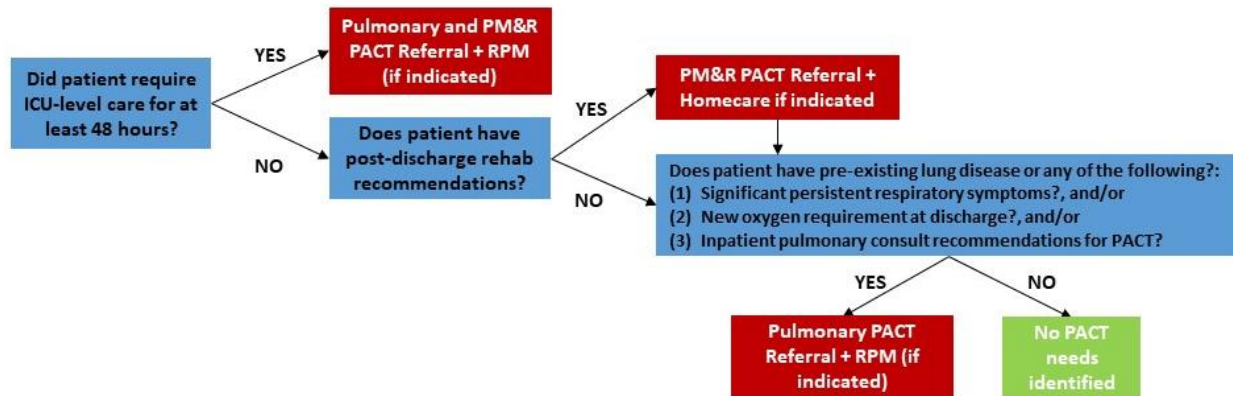 Did patient require
ICU-level care for at
least 48 hours?
YES
Pulmonary and PM&R
PACT Referral + RPM
(if indicated)
NO
Does patient have
post-discharge rehab
recommendations?
YES
PM&R PACT Referral +
Homecare if indicated
NO
Does patient have pre-existing lung disease or any of the following?:
(1) Significant persistent respiratory symptoms?, and/or
(2) New oxygen requirement at discharge?, and/or
(3) Inpatient pulmonary consult recommendations for PACT?
YES
Pulmonary PACT
Referral + RPM (if
indicated)
NO
No PACT
needs
identified